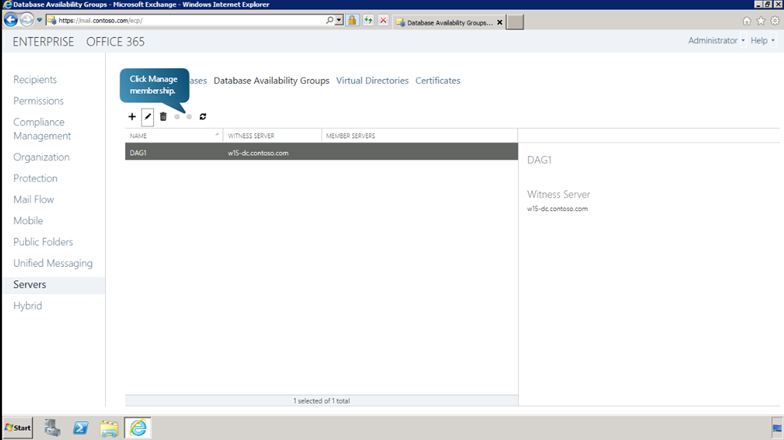 Database Availability Groups - Microsoft Exchange - Windows Internet Explorer
https://mail.contoso.com/ecp/
Database Availability Groups...
ENTERPRISE OFFICE 365
Administrator Help
Recipients
Permissions
Compliance
Management
Organization
Protection
Mail Flow
Mobile
Public Folders
Unified Messaging
Servers
Hybrid
Click Manage
membership.
ases Database Availability Groups Virtual Directories Certificates
NAME WITNESS SERVER MEMBER SERVERS
DAG1 w15-dc.contoso.com
1 selected of 1 total
DAG1
Witness Server
w15-dc.contoso.com
Start